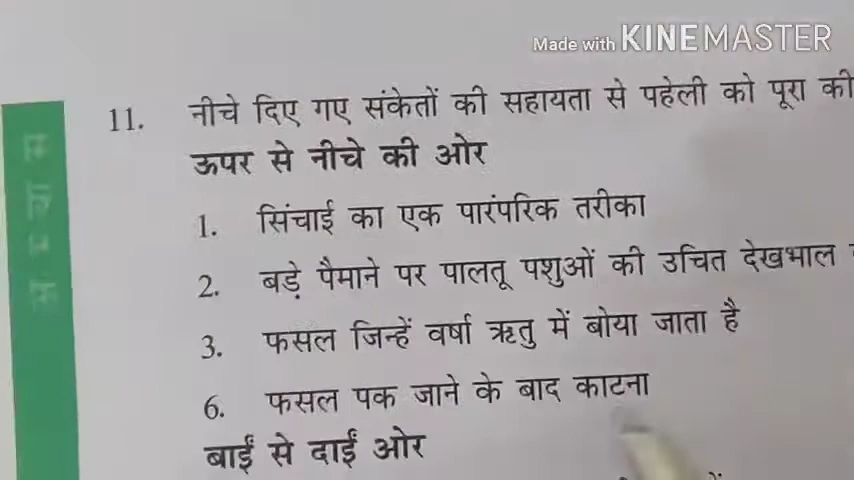 Made with KINEMASTER
11. नीचे दिए गए संकेतों की सहायता से पहेली को पूरा की
ऊपर से नीचे की ओर
1. सिंचाई का एक पारंपरिक तरीका
2. बड़े पैमाने पर पालतू पशुओं की उचित देखभाल
3. फसल जिन्हें वर्षा ऋतु में बोया जाता है
6. फसल पक जाने के बाद काटना
बाईं से दाईं ओर